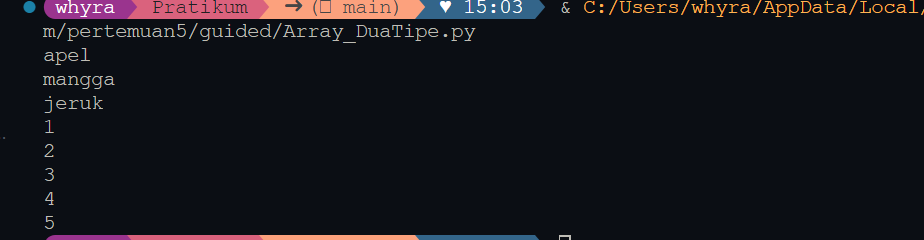 whyra Pratikum ➜ (▯ main) ♥ 15:03 & C:/Users/whyra/AppData/Local/
m/pertemuan5/guided/Array_DuaTipe.py
apel
mangga
jeruk
1
2
3
4
5